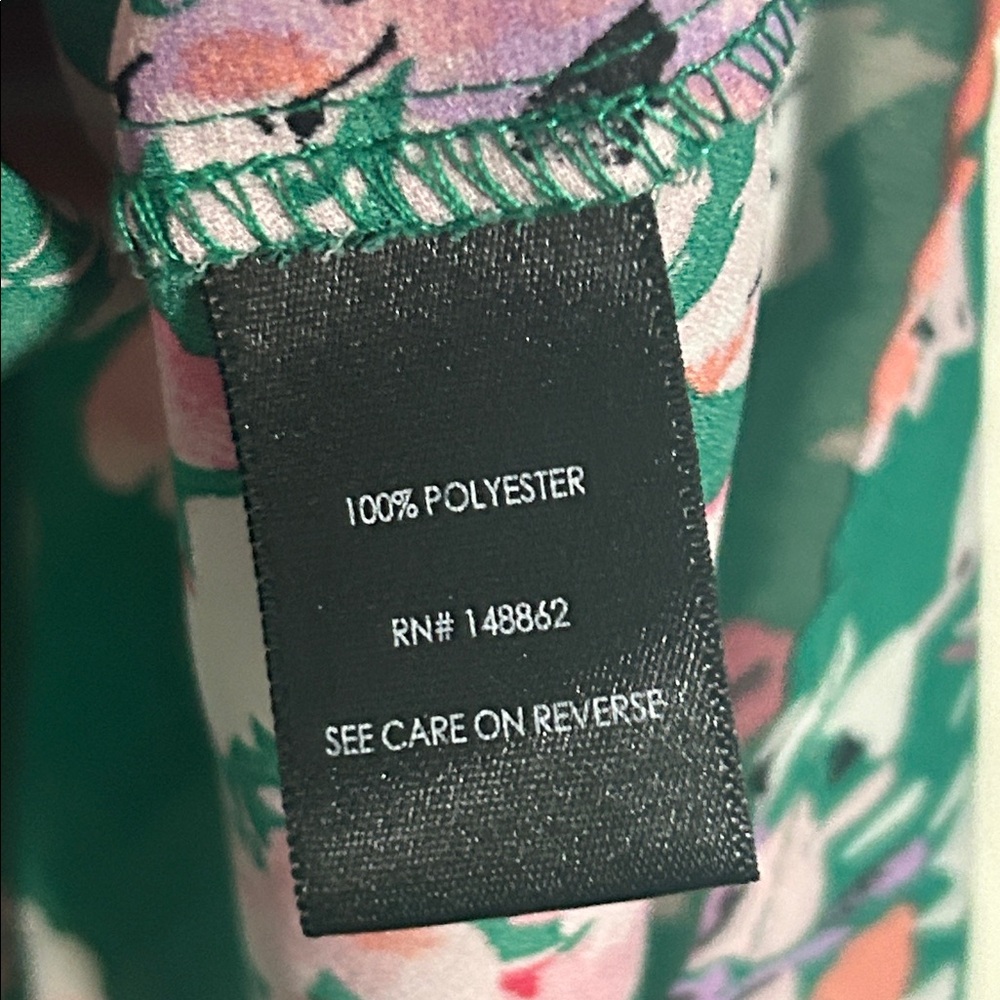 100% POLYESTER
RN# 148862
SEE CARE ON REVERSE